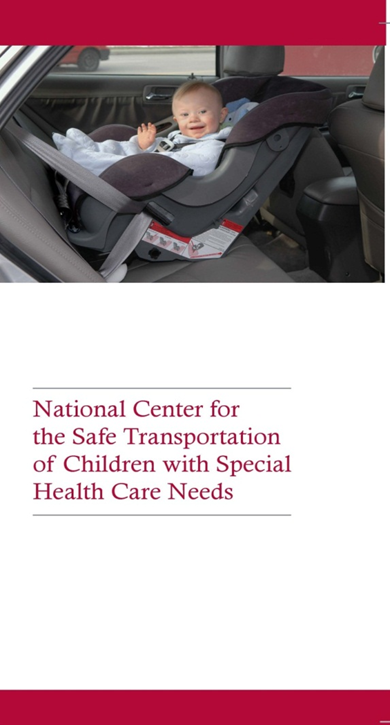 National Center for
the Safe Transportation
of Children with Special
Health Care Needs